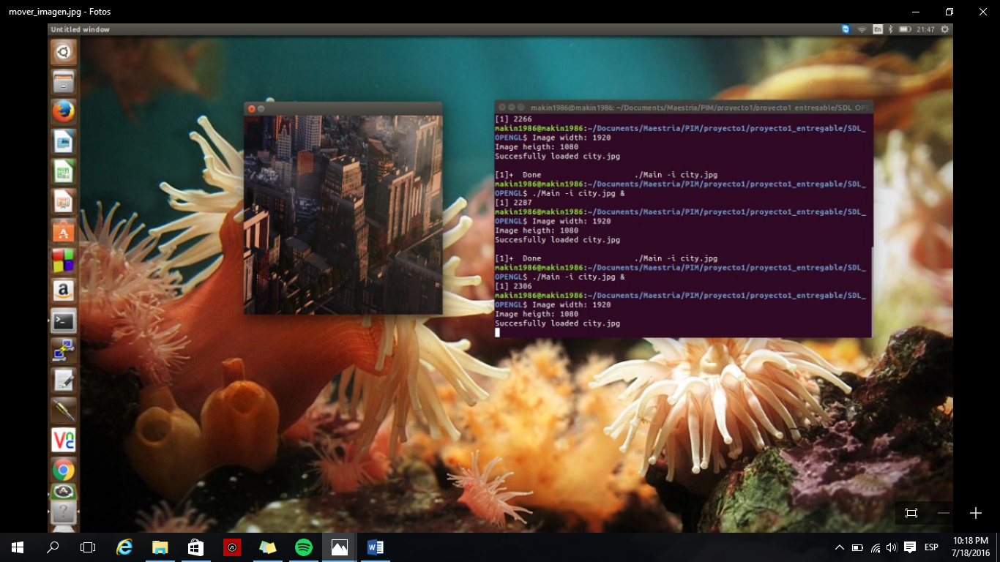 mover_imagen.jpg - Fotos
Untitled window
En
21:47
makin1986@makin1986: ~/Documents/Maestria/PIM/proyecto1/proyecto1_entregable/SDL_OPE
[1] 2266
makin1986@makin1986:~/Documents/Maestria/PIM/proyecto1/proyecto1_entregable/SDL_
OPENGL$ Image width: 1920
Image heigth: 1080
Succesfully loaded city.jpg
[1]+ Done ./Main -i city.jpg
makin1986@makin1986:~/Documents/Maestria/PIM/proyecto1/proyecto1_entregable/SDL_
OPENGL$ ./Main -i city.jpg &
[1] 2287
makin1986@makin1986:~/Documents/Maestria/PIM/proyecto1/proyecto1_entregable/SDL_
OPENGL$ Image width: 1920
Image heigth: 1080
Succesfully loaded city.jpg
[1]+ Done ./Main -i city.jpg
makin1986@makin1986:~/Documents/Maestria/PIM/proyecto1/proyecto1_entregable/SDL_
OPENGL$ ./Main -i city.jpg &
[1] 2306
makin1986@makin1986:~/Documents/Maestria/PIM/proyecto1/proyecto1_entregable/SDL_
OPENGL$ Image width: 1920
Image heigth: 1080
Succesfully loaded city.jpg
ESP
10:18 PM
7/18/2016